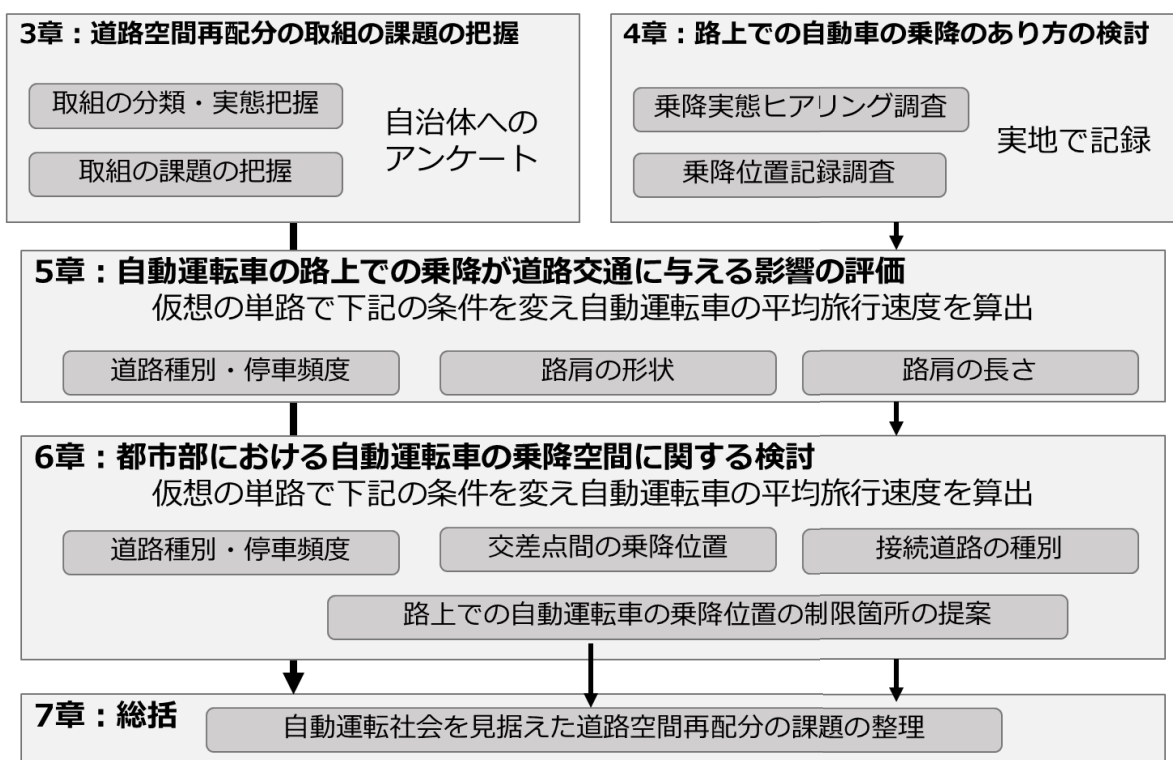 3章：道路空間再配分の取組の課題の把握
取組の分類・実態把握
取組の課題の把握
自治体への
アンケート
4章：路上での自動車の乗降のあり方の検討
乗降実態ヒアリング調査
乗降位置記録調査
実地で記録
5章：自動運転車の路上での乗降が道路交通に与える影響の評価
仮想の単路で下記の条件を変え自動運転車の平均旅行速度を算出
道路種別・停車頻度
路肩の形状
路肩の長さ
6章：都市部における自動運転車の乗降空間に関する検討
仮想の単路で下記の条件を変え自動運転車の平均旅行速度を算出
道路種別・停車頻度
交差点間の乗降位置
接続道路の種別
路上での自動運転車の乗降位置の制限箇所の提案
7章：総括
自動運転社会を見据えた道路空間再配分の課題の整理